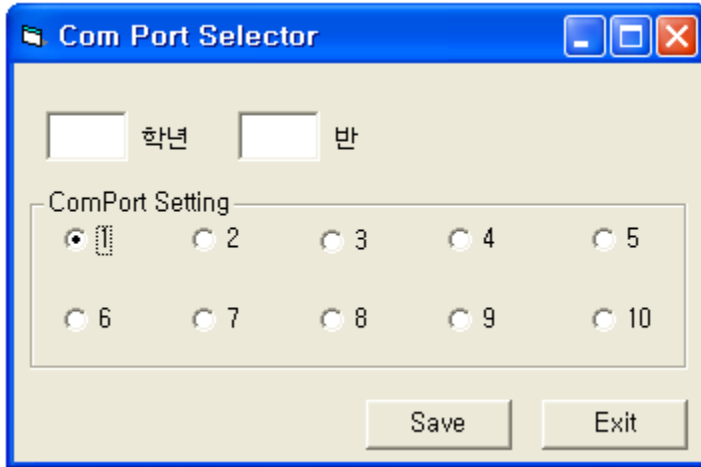 Com Port Selector
학년 반
ComPort Setting
1 2 3 4 5
6 7 8 9 10
Save Exit